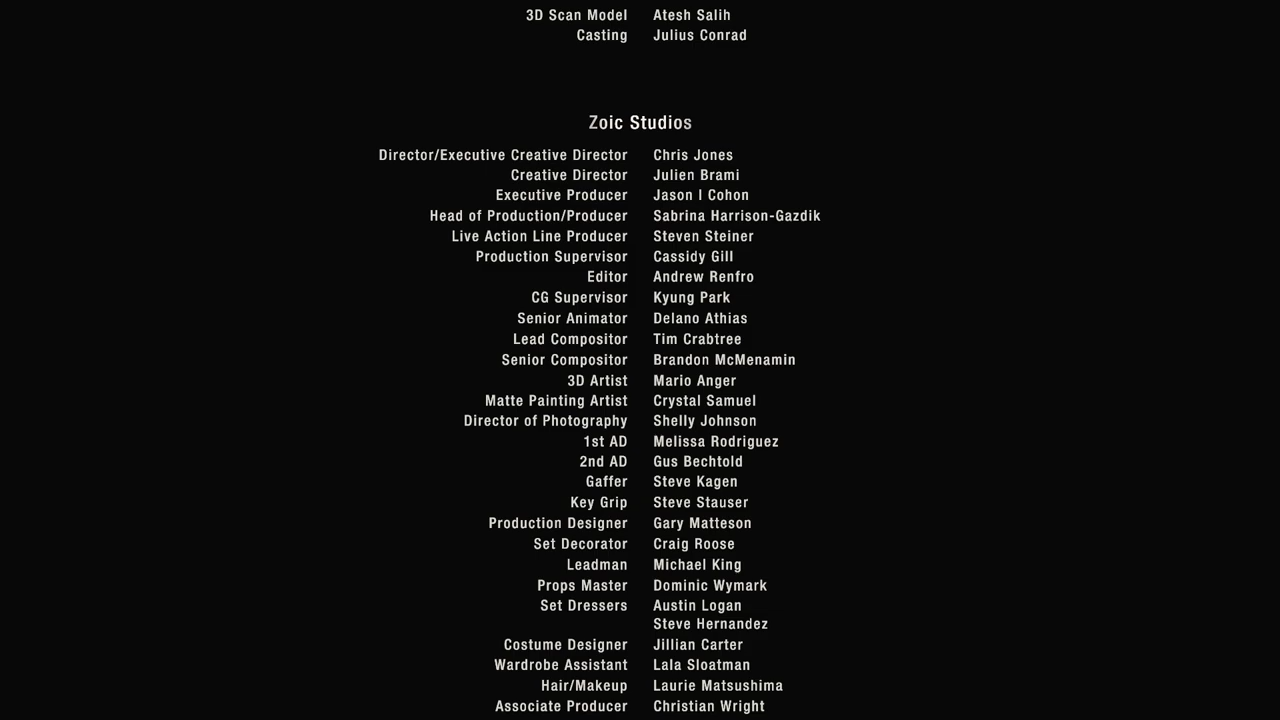 3D Scan Model Atesh Salih
Casting Julius Conrad
Zoic Studios
Director/Executive Creative Director Chris Jones
Creative Director Julien Brami
Executive Producer Jason I Cohon
Head of Production/Producer Sabrina Harrison-Gazdik
Live Action Line Producer Steven Steiner
Production Supervisor Cassidy Gill
Editor Andrew Renfro
CG Supervisor Kyung Park
Senior Animator Delano Athias
Lead Compositor Tim Crabtree
Senior Compositor Brandon McMenamin
3D Artist Mario Anger
Matte Painting Artist Crystal Samuel
Director of Photography Shelly Johnson
1st AD Melissa Rodriguez
2nd AD Gus Bechtold
Gaffer Steve Kagen
Key Grip Steve Stauser
Production Designer Gary Matteson
Set Decorator Craig Roose
Leadman Michael King
Props Master Dominic Wymark
Set Dressers Austin Logan
Steve Hernandez
Costume Designer Jillian Carter
Wardrobe Assistant Lala Sloatman
Hair/Makeup Laurie Matsushima
Associate Producer Christian Wright